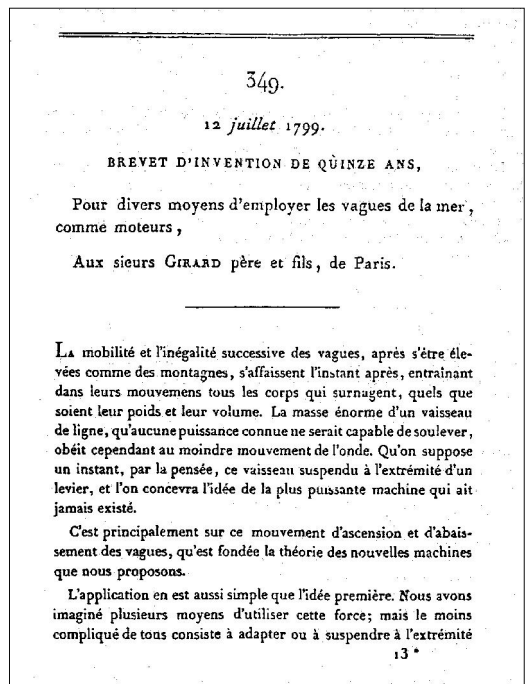 349.
12 juillet 1799.
BREVET D'INVENTION DE QUINZE ANS,
Pour divers moyens d'employer les vagues de la mer,
comme moteurs,
Aux sieurs GIRARD père et fils, de Paris.
LA mobilité et l'inégalité successive des vagues, après s'être éle-
vées comme des montagnes, s'affaissent l'instant après, entraînant
dans leurs mouvemens tous les corps qui surnagent, quels que
soient leur poids et leur volume. La masse énorme d'un vaisseau
de ligne, qu'aucune puissance connue ne serait capable de soulever,
obéit cependant au moindre mouvement de l'onde. Qu'on suppose
un instant, par la pensée, ce vaisseau suspendu à l'extrémité d'un
levier, et l'on concevra l'idée de la plus puissante machine qui ait
jamais existé.
C'est principalement sur ce mouvement d'ascension et d'abais-
sement des vagues, qu'est fondée la théorie des nouvelles machines
que nous proposons.
L'application en est aussi simple que l'idée première. Nous avons
imaginé plusieurs moyens d'utiliser cette force; mais le moins
compliqué de tous consiste à adapter ou à suspendre à l'extrémité
13 *